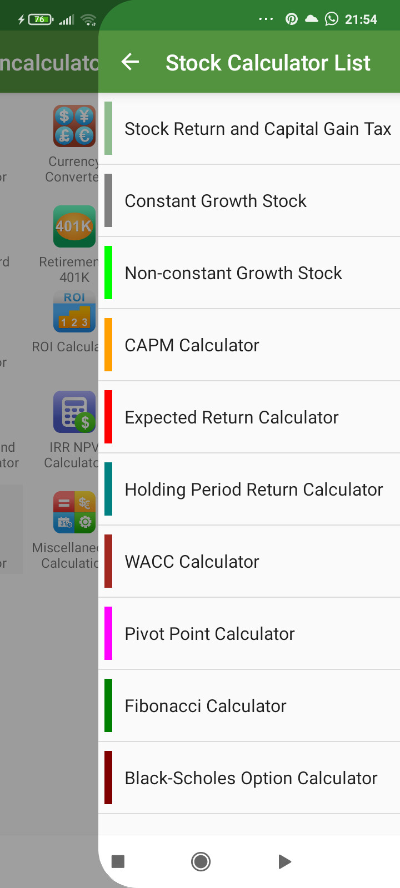 76
21:54
ncalculato
Stock Calculator List
Currency
Converte
Stock Return and Capital Gain Tax
or
401K
Constant Growth Stock
rd
Retiremen
401K
Non-constant Growth Stock
ROI
1 2 3
ROI Calcula
or
CAPM Calculator
Expected Return Calculator
nd
ator
IRR NPV
Calculato
Holding Period Return Calculator
or
Miscellane
Calculatio
WACC Calculator
Pivot Point Calculator
Fibonacci Calculator
Black-Scholes Option Calculator